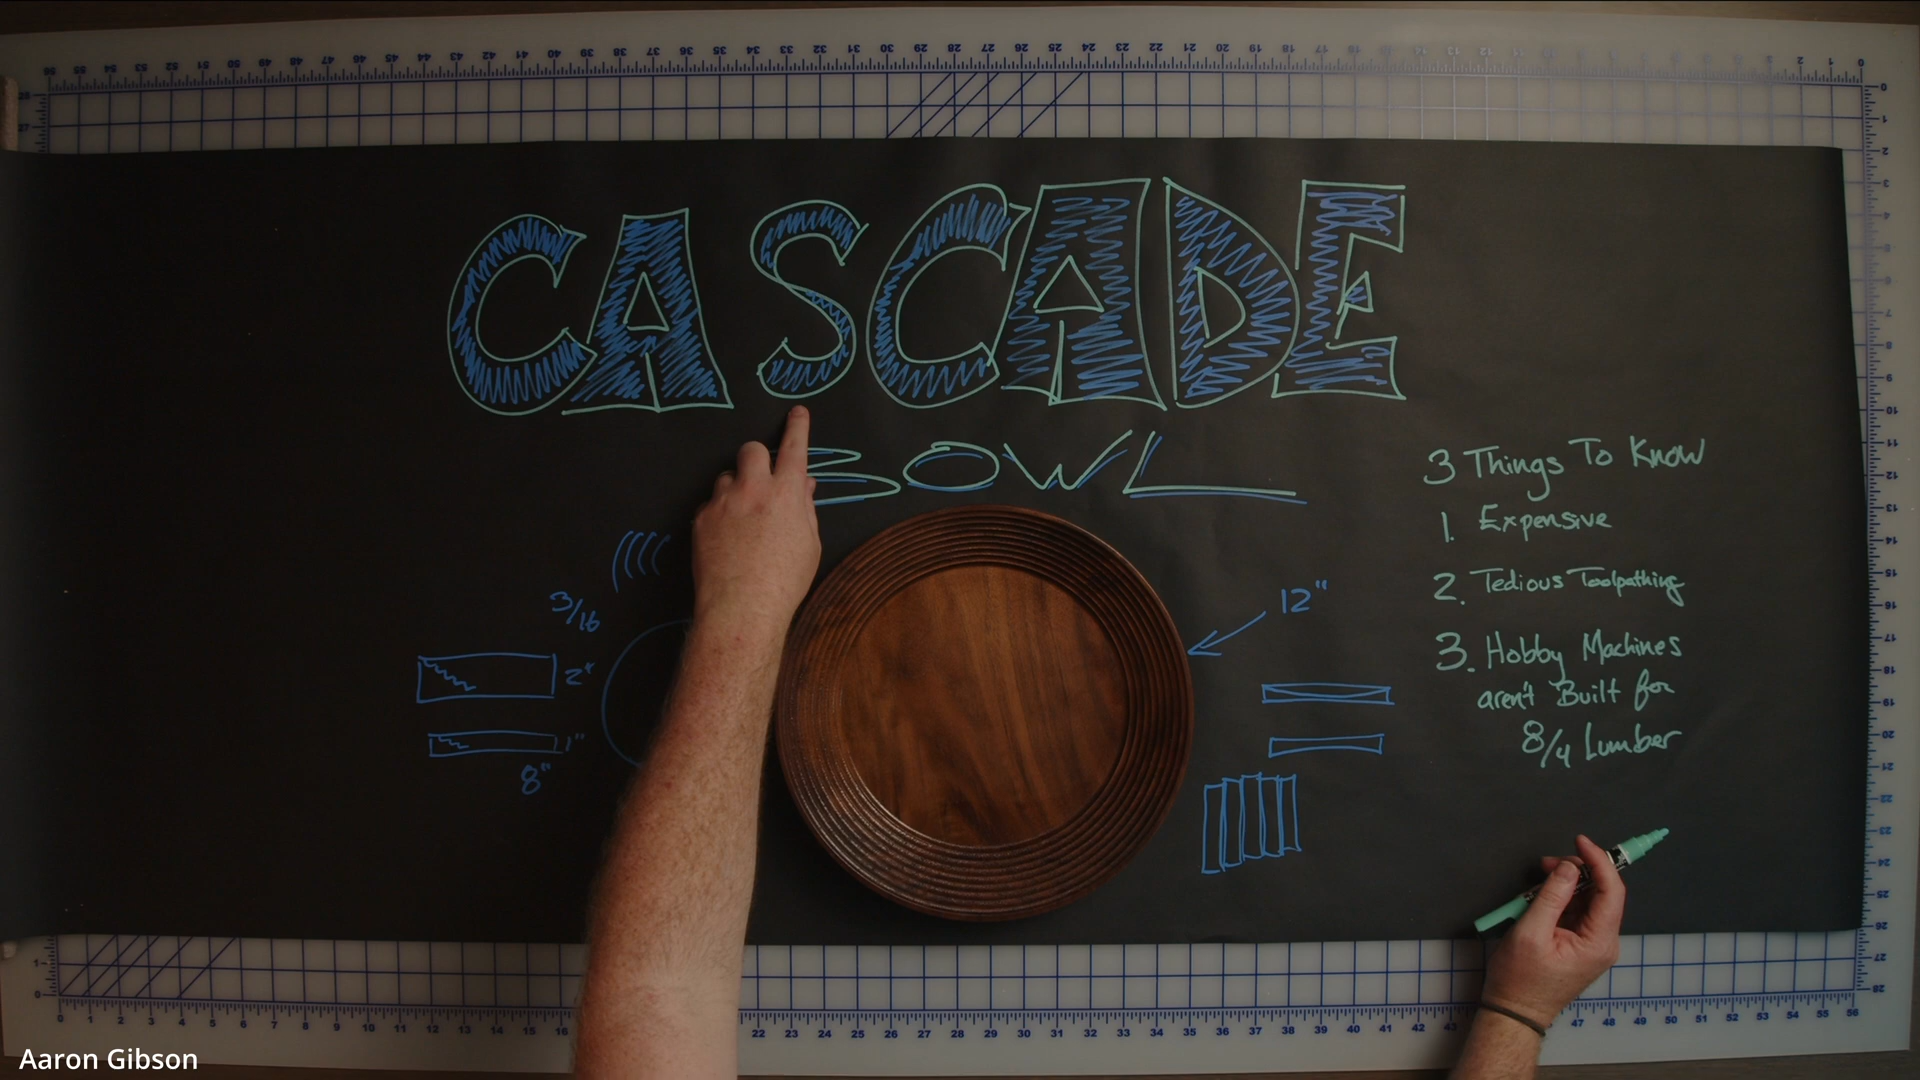 CASCADE
BOWL
3 Things To Know
1. Expensive
2. Tedious Toolpathing
3. Hobby Machines
aren't Built for
8/4 Lumber
3/16
2"
1"
8"
12"
Aaron Gibson